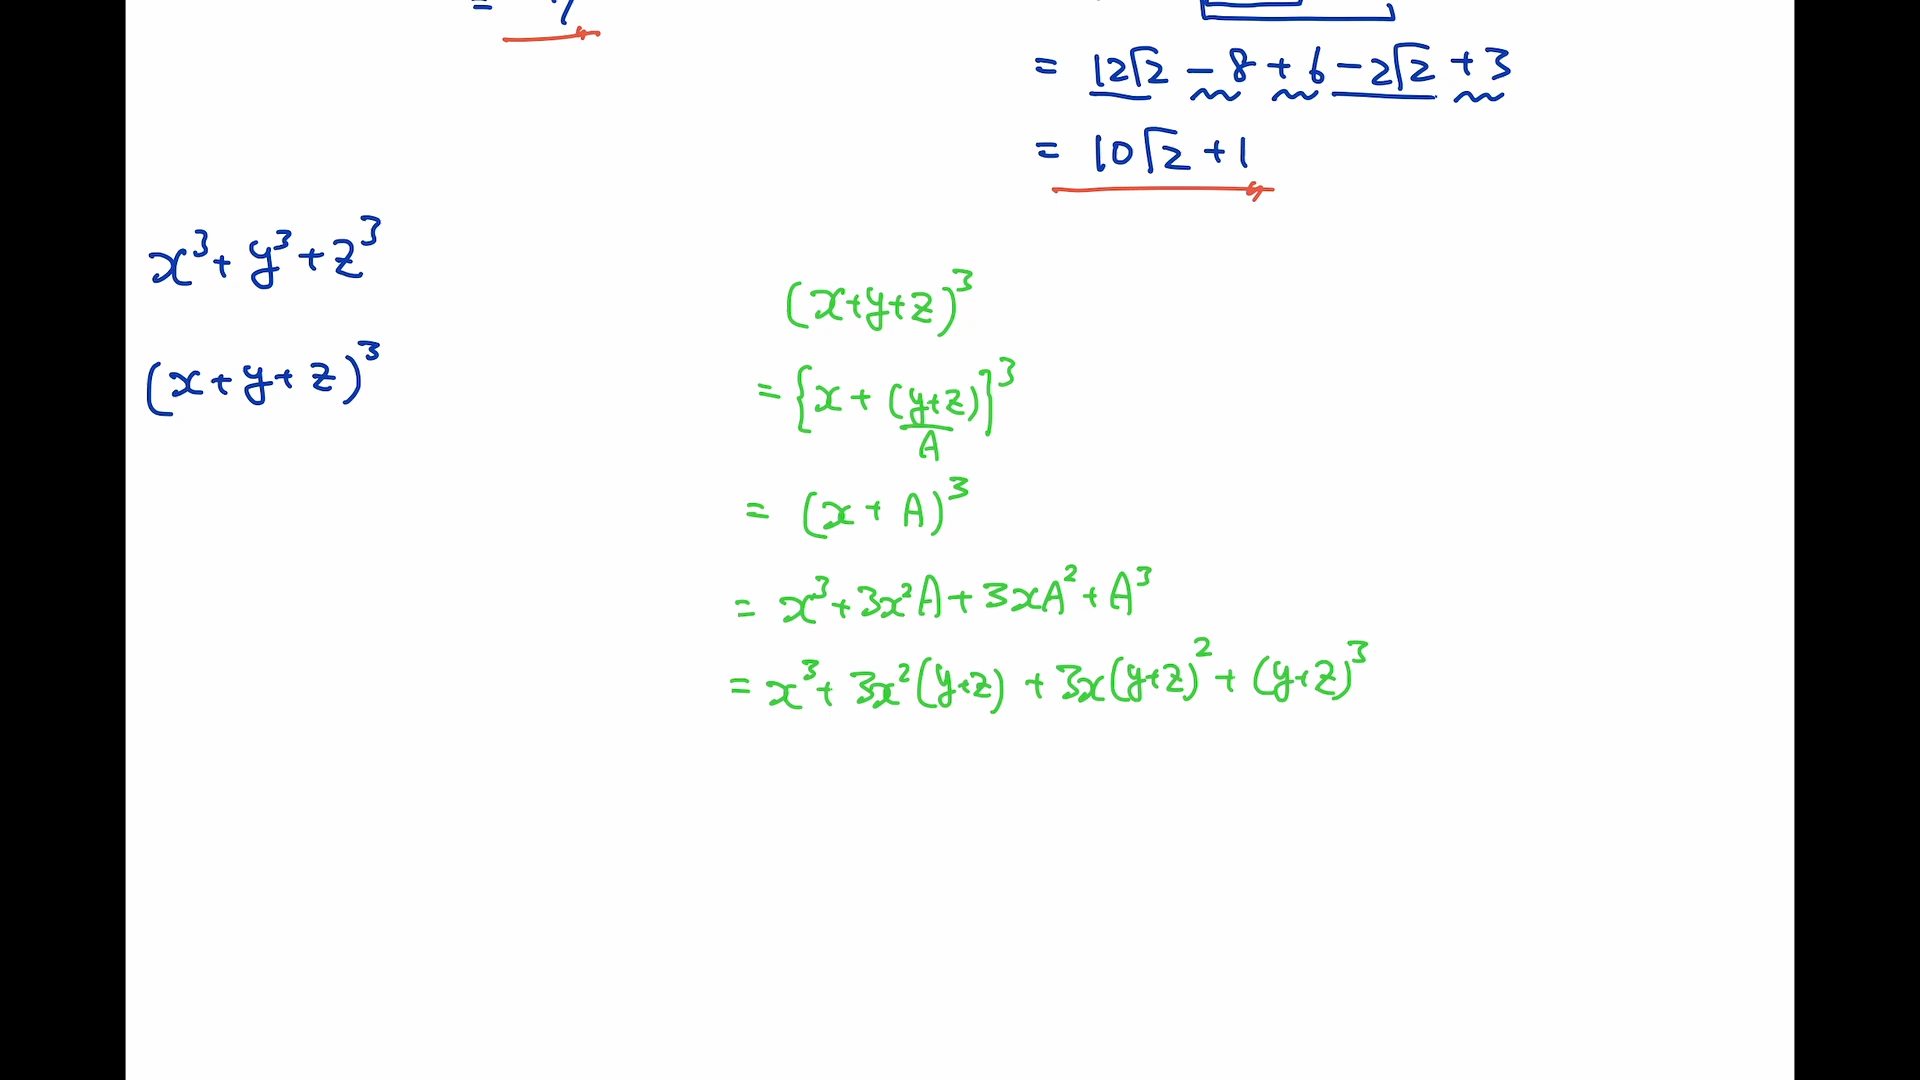 = 12√2 - 8 + 6 - 2√2 + 3
= 10√2 + 1
x³ + y³ + z³
(x + y + z)³
(x+y+z)³
= {x + (y+z)}³
A
= (x + A)³
= x³ + 3x²A + 3xA² + A³
= x³ + 3x²(y+z) + 3x(y+z)² + (y+z)³